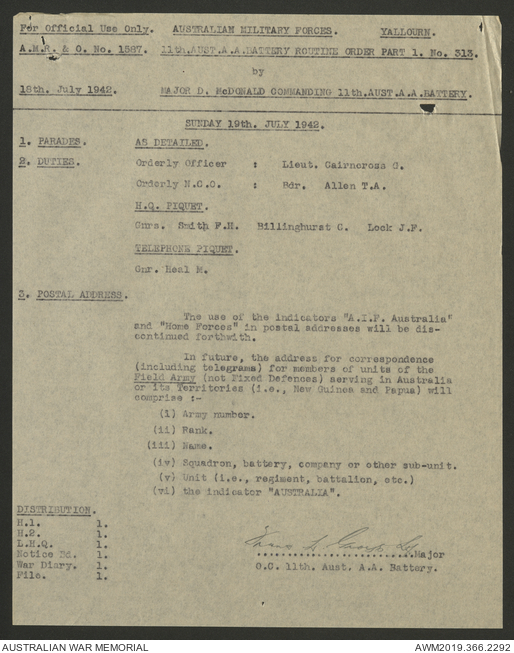 For Official Use Only. AUSTRALIAN MILITARY FORCES. YALLOURN.
A.M.R. & O. No. 1587. 11th.AUST.A.A.BATTERY ROUTINE ORDER PART 1. No. 313.
by
18th. July 1942. MAJOR D. McDONALD COMMANDING 11th.AUST.A.A.BATTERY.
SUNDAY 19th. JULY 1942.
1. PARADES. AS DETAILED.
2. DUTIES. Orderly Officer : Lieut. Cairncross G.
Orderly N.C.O. : Bdr. Allen T.A.
H.Q. PIQUET.
Gnrs. Smith F.H. Billinghurst C. Lock J.F.
TELEPHONE PIQUET.
Gnr. Heal M.
3. POSTAL ADDRESS.
The use of the indicators "A.I.F. Australia"
and "Home Forces" in postal addresses will be dis-
continued forthwith.
In future, the address for correspondence
(including telegrams) for members of units of the
Field Army (not Fixed Defences) serving in Australia
or its Territories (i.e., New Guinea and Papua) will
comprise :-
(i) Army number.
(ii) Rank.
(iii) Name.
(iv) Squadron, battery, company or other sub-unit.
(v) Unit (i.e., regiment, battalion, etc.)
(vi) the indicator "AUSTRALIA".
DISTRIBUTION.
H.1. 1.
H.2. 1.
L.H.Q. 1.
Notice Bd. 1.
War Diary. 1.
File. 1.
........................Major
O.C. 11th. Aust. A.A. Battery.
AUSTRALIAN WAR MEMORIAL AWM2019.366.2292